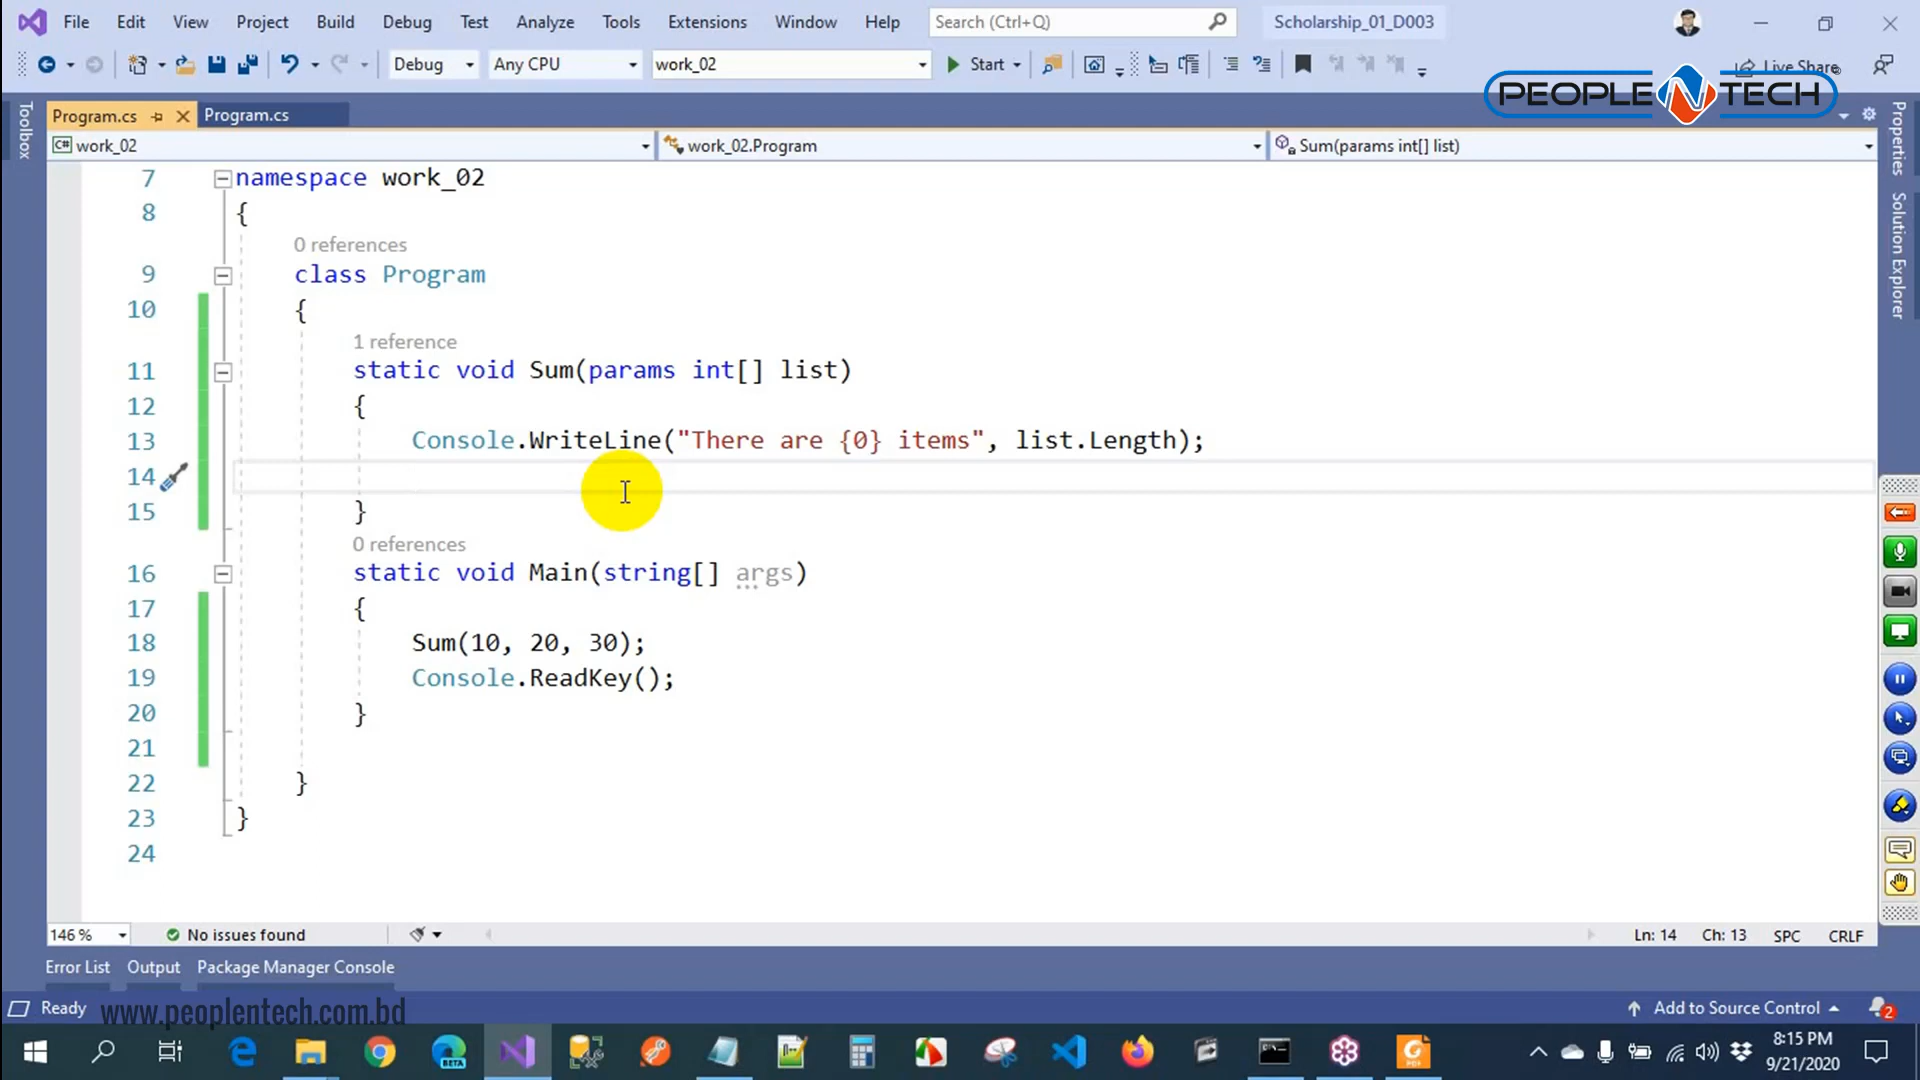 File Edit View Project Build Debug Test Analyze Tools Extensions Window Help Search (Ctrl+Q) Scholarship_01_D003
Debug Any CPU work_02 Start Live Share
PEOPLE N TECH
Toolbox
Program.cs Program.cs
work_02 work_02.Program Sum(params int[] list)
Properties
Solution Explorer
7 namespace work_02
8 {
0 references
9 class Program
10 {
1 reference
11 static void Sum(params int[] list)
12 {
13 Console.WriteLine("There are {0} items", list.Length);
14
15 }
0 references
16 static void Main(string[] args)
17 {
18 Sum(10, 20, 30);
19 Console.ReadKey();
20 }
21
22 }
23 }
24
146 % No issues found Ln: 14 Ch: 13 SPC CRLF
Error List Output Package Manager Console
Ready www.peoplentech.com.bd Add to Source Control 2
BETA
8:15 PM
9/21/2020